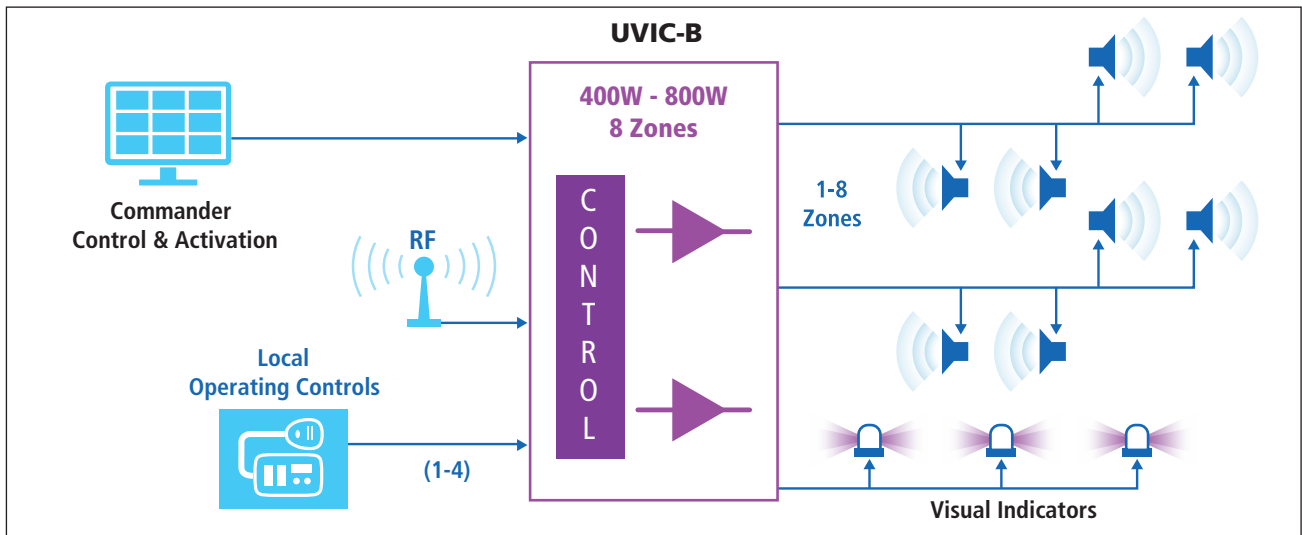 UVIC-B
400W - 800W
8 Zones
CONTROL
Commander
Control & Activation
RF
Local
Operating Controls
(1-4)
1-8
Zones
Visual Indicators